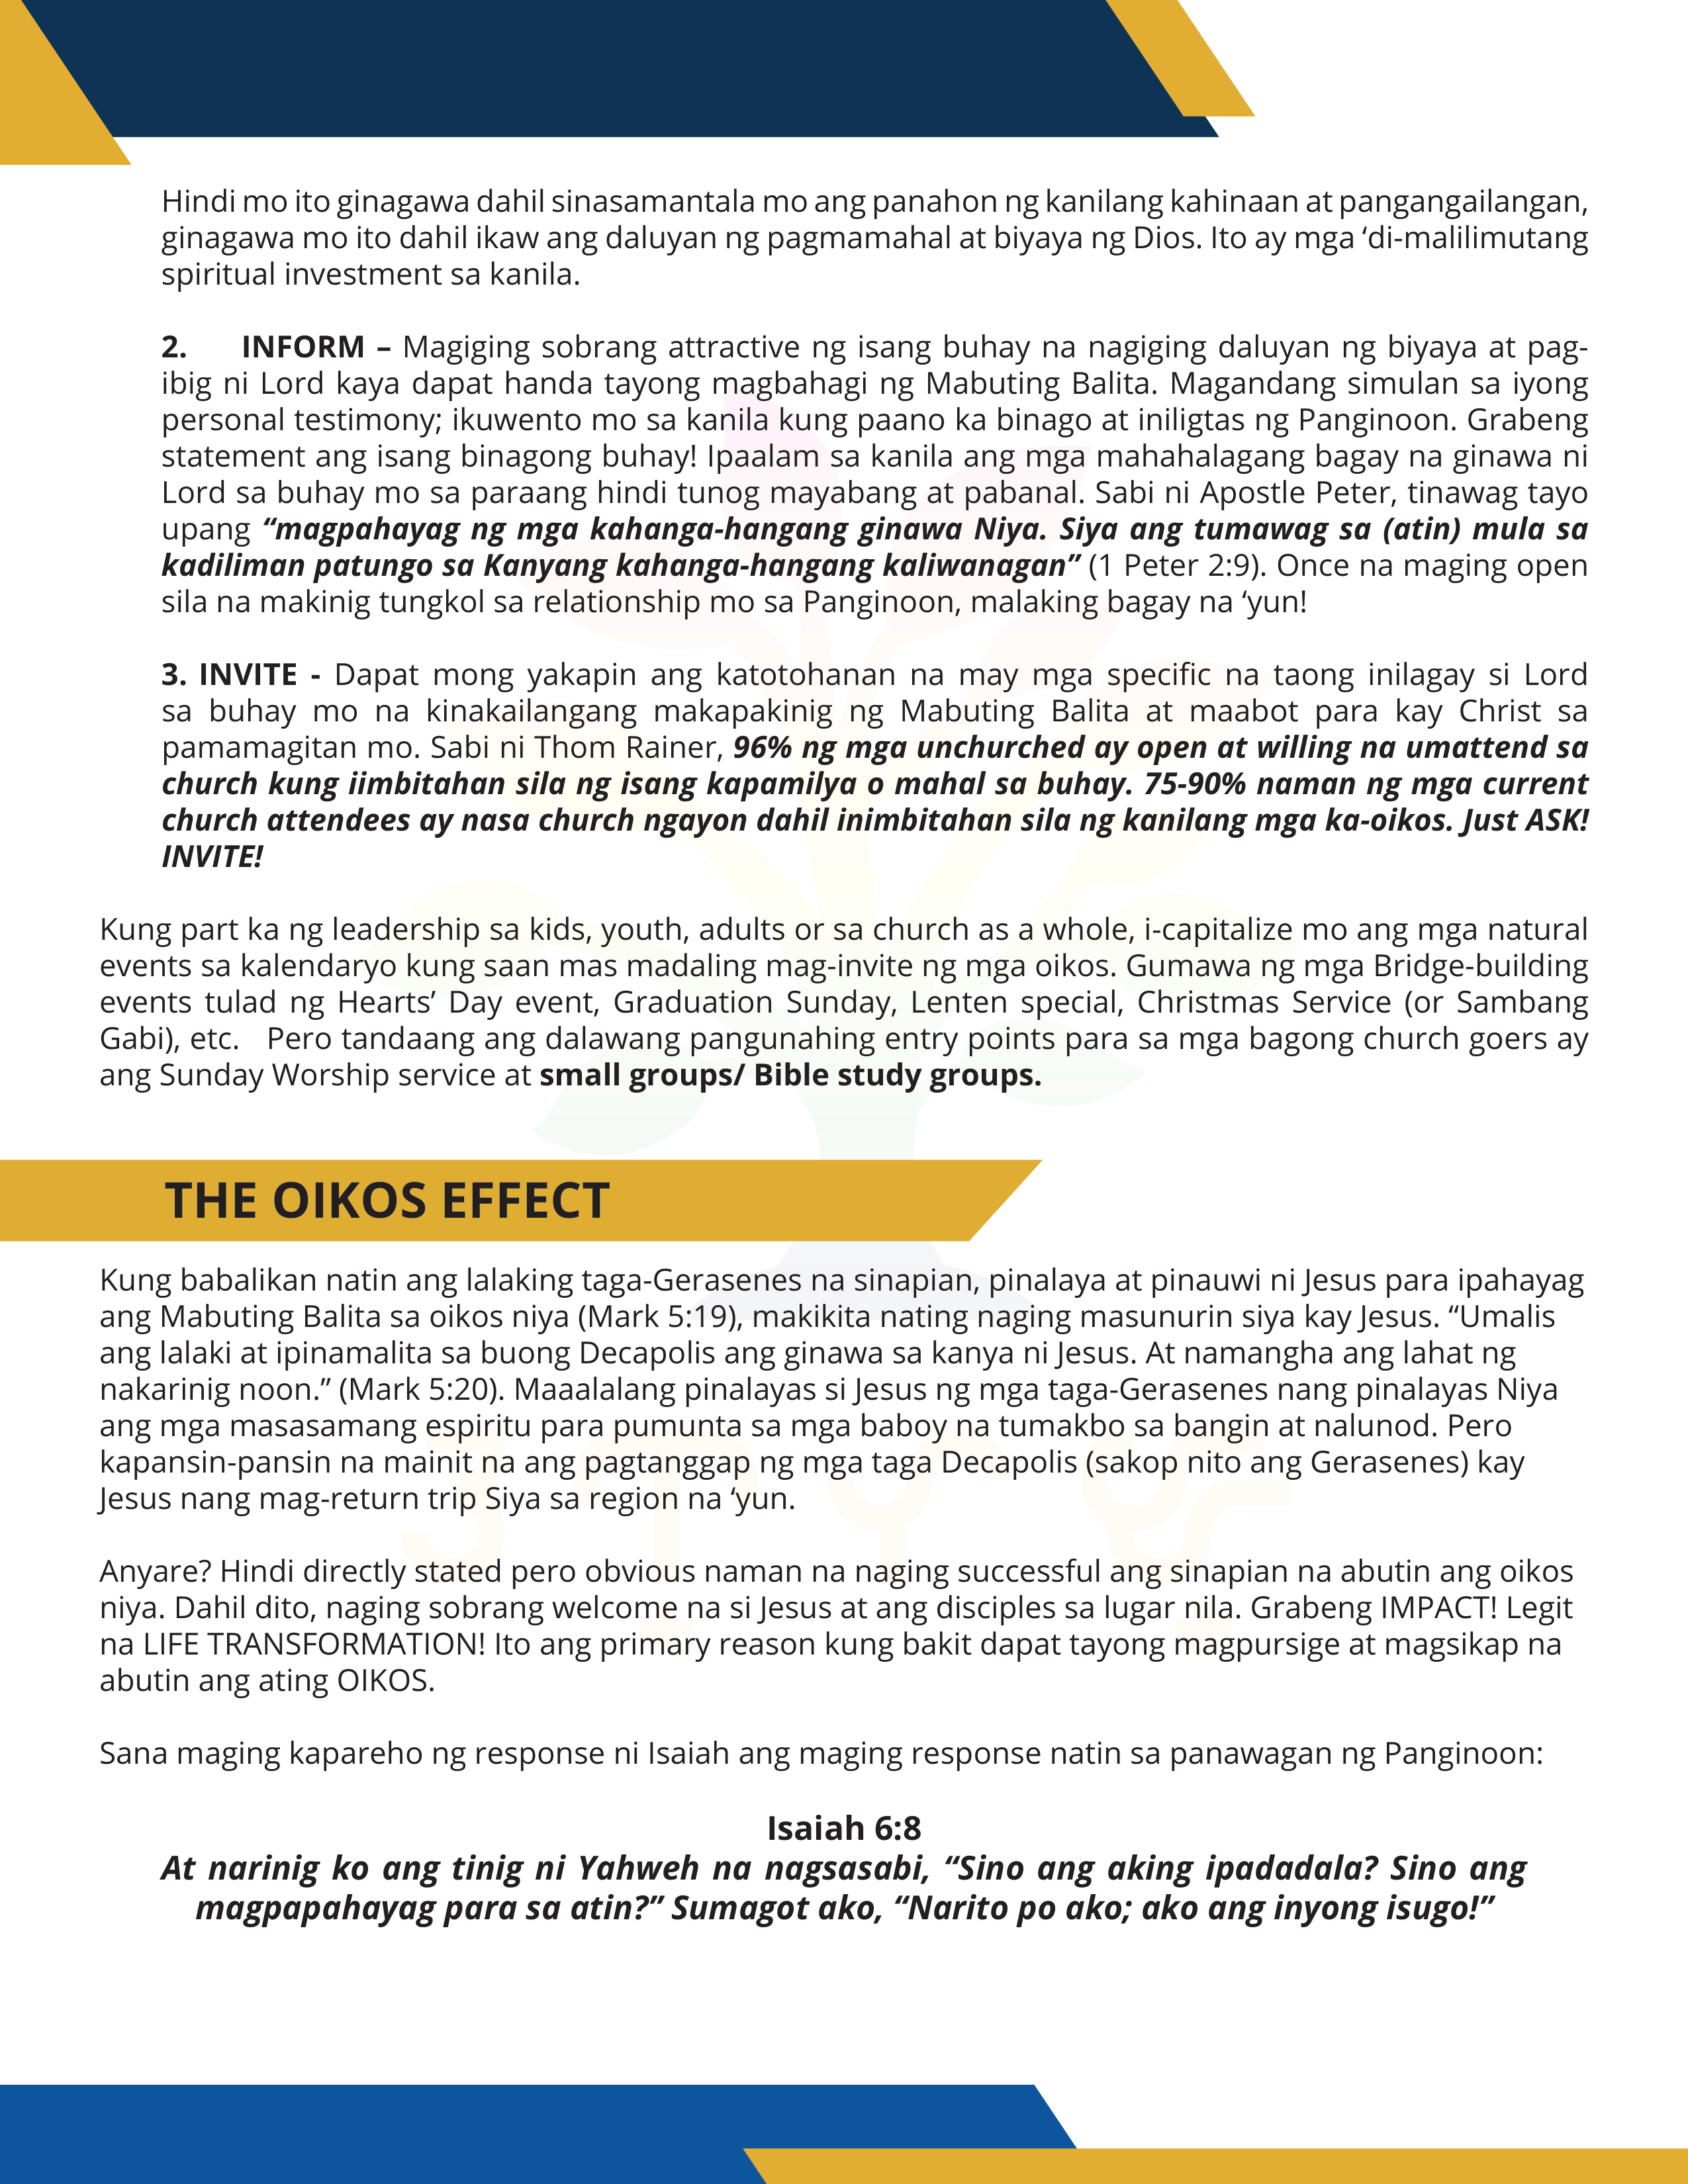 Hindi mo ito ginagawa dahil sinasamantala mo ang panahon ng kanilang kahinaan at pangangailangan,
ginagawa mo ito dahil ikaw ang daluyan ng pagmamahal at biyaya ng Dios. Ito ay mga ‘di-malilimutang
spiritual investment sa kanila.
2. INFORM – Magiging sobrang attractive ng isang buhay na nagiging daluyan ng biyaya at pag-
ibig ni Lord kaya dapat handa tayong magbahagi ng Mabuting Balita. Magandang simulan sa iyong
personal testimony; ikuwento mo sa kanila kung paano ka binago at iniligtas ng Panginoon. Grabeng
statement ang isang binagong buhay! Ipaalam sa kanila ang mga mahahalagang bagay na ginawa ni
Lord sa buhay mo sa paraang hindi tunog mayabang at pabanal. Sabi ni Apostle Peter, tinawag tayo
upang “magpahayag ng mga kahanga-hangang ginawa Niya. Siya ang tumawag sa (atin) mula sa
kadiliman patungo sa Kanyang kahanga-hangang kaliwanagan” (1 Peter 2:9). Once na maging open
sila na makinig tungkol sa relationship mo sa Panginoon, malaking bagay na ‘yun!
3. INVITE - Dapat mong yakapin ang katotohanan na may mga specific na taong inilagay si Lord
sa buhay mo na kinakailangang makapakinig ng Mabuting Balita at maabot para kay Christ sa
pamamagitan mo. Sabi ni Thom Rainer, 96% ng mga unchurched ay open at willing na umattend sa
church kung iimbitahan sila ng isang kapamilya o mahal sa buhay. 75-90% naman ng mga current
church attendees ay nasa church ngayon dahil inimbitahan sila ng kanilang mga ka-oikos. Just ASK!
INVITE!
Kung part ka ng leadership sa kids, youth, adults or sa church as a whole, i-capitalize mo ang mga natural
events sa kalendaryo kung saan mas madaling mag-invite ng mga oikos. Gumawa ng mga Bridge-building
events tulad ng Hearts’ Day event, Graduation Sunday, Lenten special, Christmas Service (or Sambang
Gabi), etc. Pero tandaang ang dalawang pangunahing entry points para sa mga bagong church goers ay
ang Sunday Worship service at small groups/ Bible study groups.
THE OIKOS EFFECT
Kung babalikan natin ang lalaking taga-Gerasenes na sinapian, pinalaya at pinauwi ni Jesus para ipahayag
ang Mabuting Balita sa oikos niya (Mark 5:19), makikita nating naging masunurin siya kay Jesus. “Umalis
ang lalaki at ipinamalita sa buong Decapolis ang ginawa sa kanya ni Jesus. At namangha ang lahat ng
nakarinig noon.” (Mark 5:20). Maaalalang pinalayas si Jesus ng mga taga-Gerasenes nang pinalayas Niya
ang mga masasamang espiritu para pumunta sa mga baboy na tumakbo sa bangin at nalunod. Pero
kapansin-pansin na mainit na ang pagtanggap ng mga taga Decapolis (sakop nito ang Gerasenes) kay
Jesus nang mag-return trip Siya sa region na ‘yun.
Anyare? Hindi directly stated pero obvious naman na naging successful ang sinapian na abutin ang oikos
niya. Dahil dito, naging sobrang welcome na si Jesus at ang disciples sa lugar nila. Grabeng IMPACT! Legit
na LIFE TRANSFORMATION! Ito ang primary reason kung bakit dapat tayong magpursige at magsikap na
abutin ang ating OIKOS.
Sana maging kapareho ng response ni Isaiah ang maging response natin sa panawagan ng Panginoon:
Isaiah 6:8
At narinig ko ang tinig ni Yahweh na nagsasabi, “Sino ang aking ipadadala? Sino ang
magpapahayag para sa atin?” Sumagot ako, “Narito po ako; ako ang inyong isugo!”